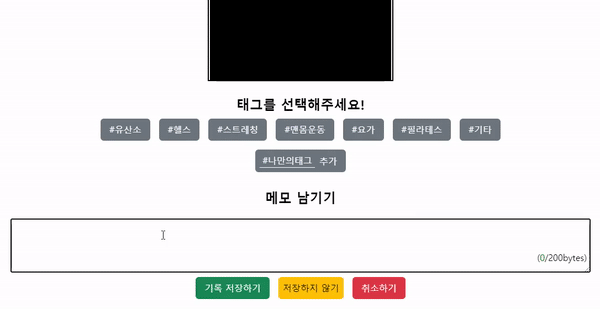 태그를 선택해주세요!
#유산소 #헬스 #스트레칭 #맨몸운동 #요가 #필라테스 #기타
#나만의태그 추가
메모 남기기
(0/200bytes)
기록 저장하기 저장하지 않기 취소하기